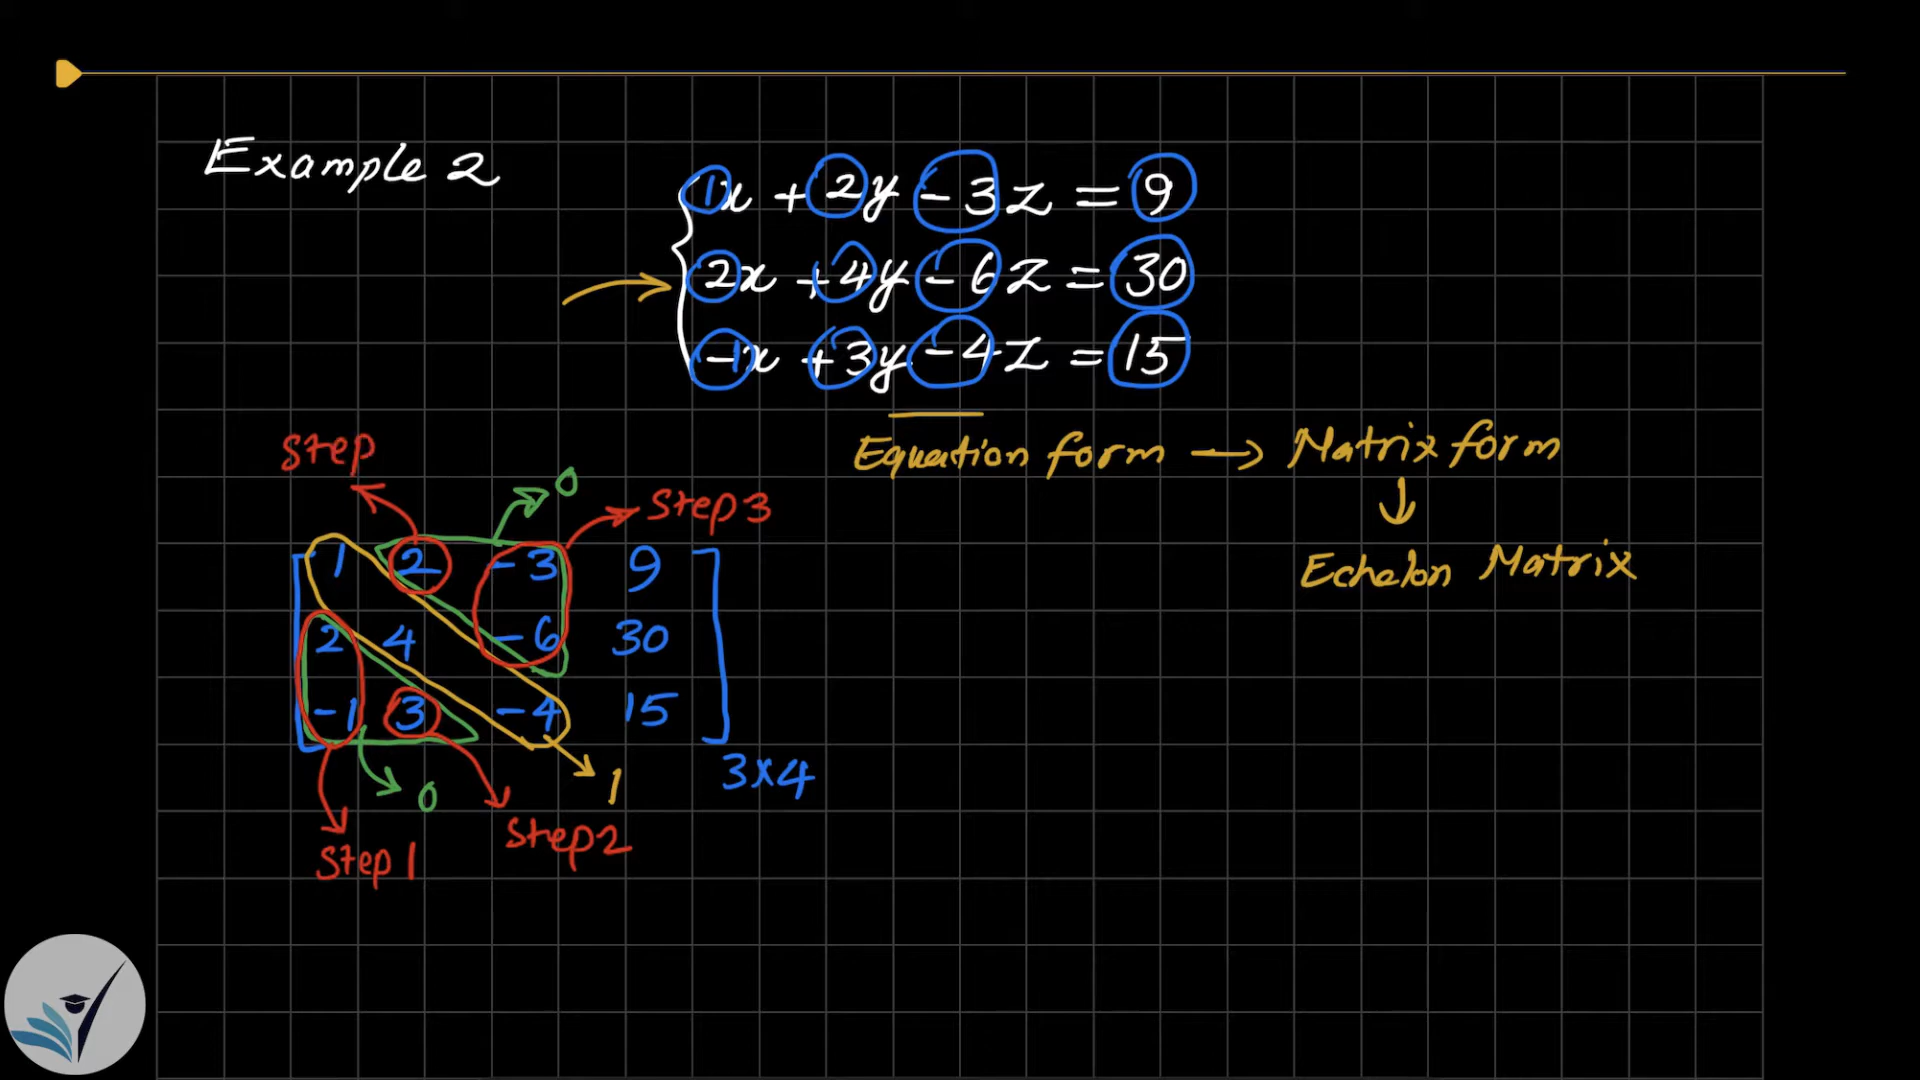 Example 2
1x + 2y - 3z = 9
2x + 4y - 6z = 30
-1x + 3y - 4z = 15
Equation form → Matrix form
↓
Echelon Matrix
Step
0
Step 3
1 2 -3 9
2 4 -6 30
-1 3 -4 15
3×4
0
1
Step 1
Step 2